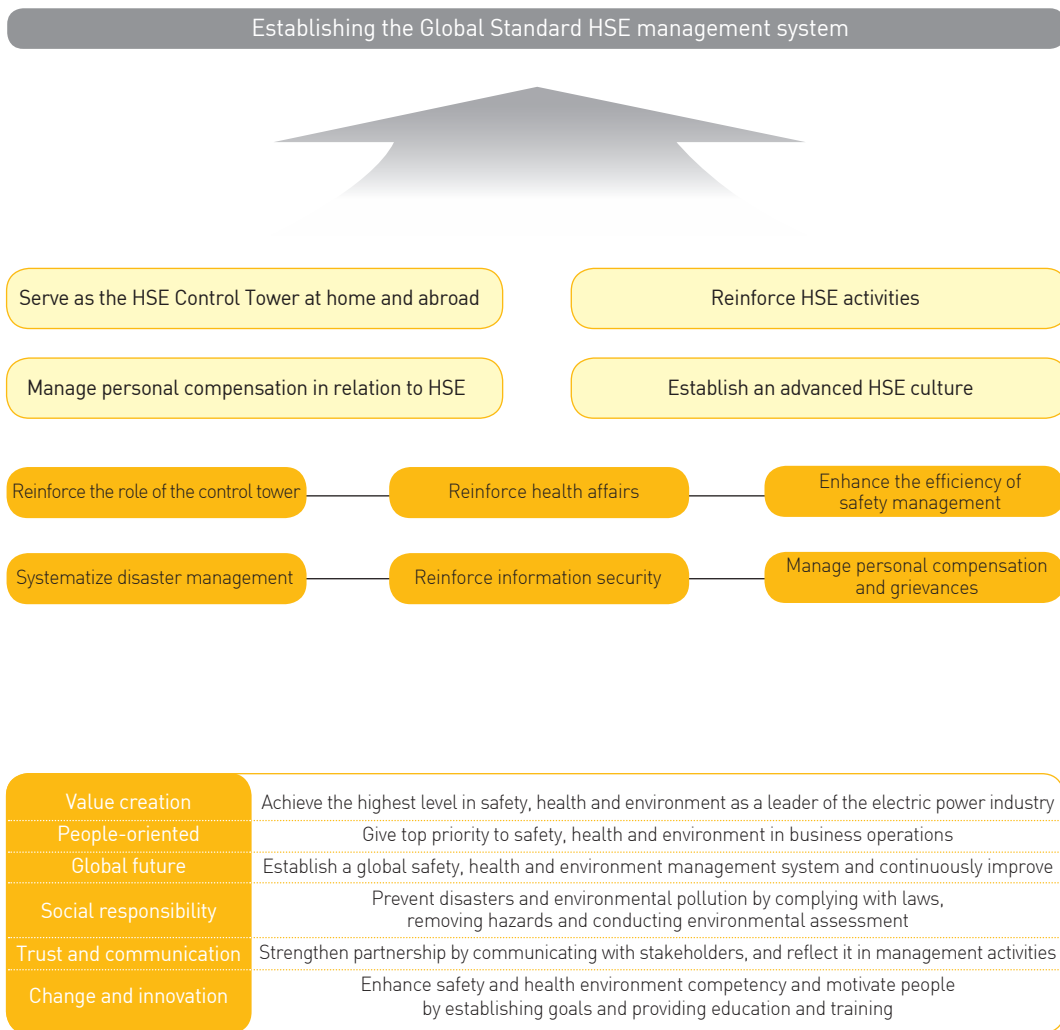 Establishing the Global Standard HSE management system
Serve as the HSE Control Tower at home and abroad
Reinforce HSE activities
Manage personal compensation in relation to HSE
Establish an advanced HSE culture
Reinforce the role of the control tower
Reinforce health affairs
Enhance the efficiency of
safety management
Systematize disaster management
Reinforce information security
Manage personal compensation
and grievances
Value creation
Achieve the highest level in safety, health and environment as a leader of the electric power industry
People-oriented
Give top priority to safety, health and environment in business operations
Global future
Establish a global safety, health and environment management system and continuously improve
Social responsibility
Prevent disasters and environmental pollution by complying with laws,
removing hazards and conducting environmental assessment
Trust and communication
Strengthen partnership by communicating with stakeholders, and reflect it in management activities
Change and innovation
Enhance safety and health environment competency and motivate people
by establishing goals and providing education and training